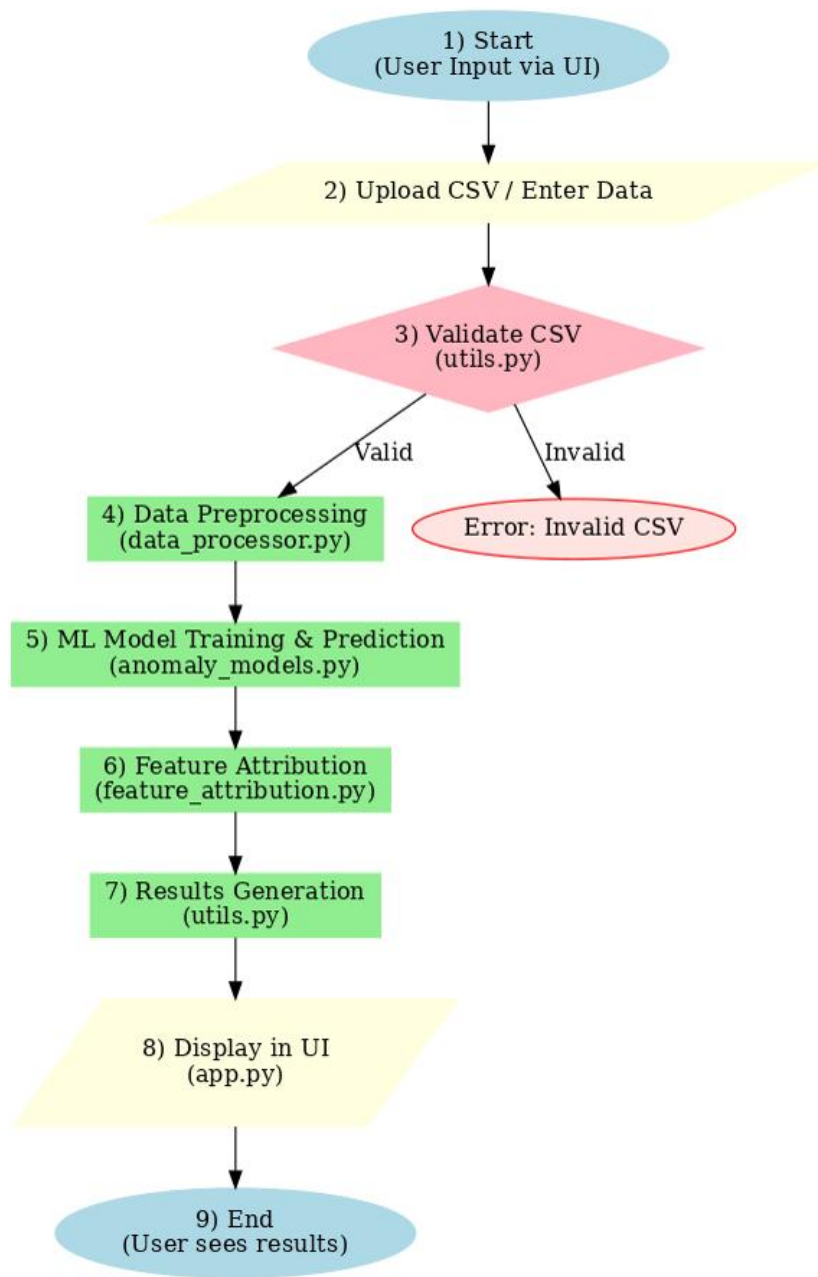 1) Start
(User Input via UI)
2) Upload CSV / Enter Data
3) Validate CSV
(utils.py)
Valid
Invalid
4) Data Preprocessing
(data_processor.py)
Error: Invalid CSV
5) ML Model Training & Prediction
(anomaly_models.py)
6) Feature Attribution
(feature_attribution.py)
7) Results Generation
(utils.py)
8) Display in UI
(app.py)
9) End
(User sees results)